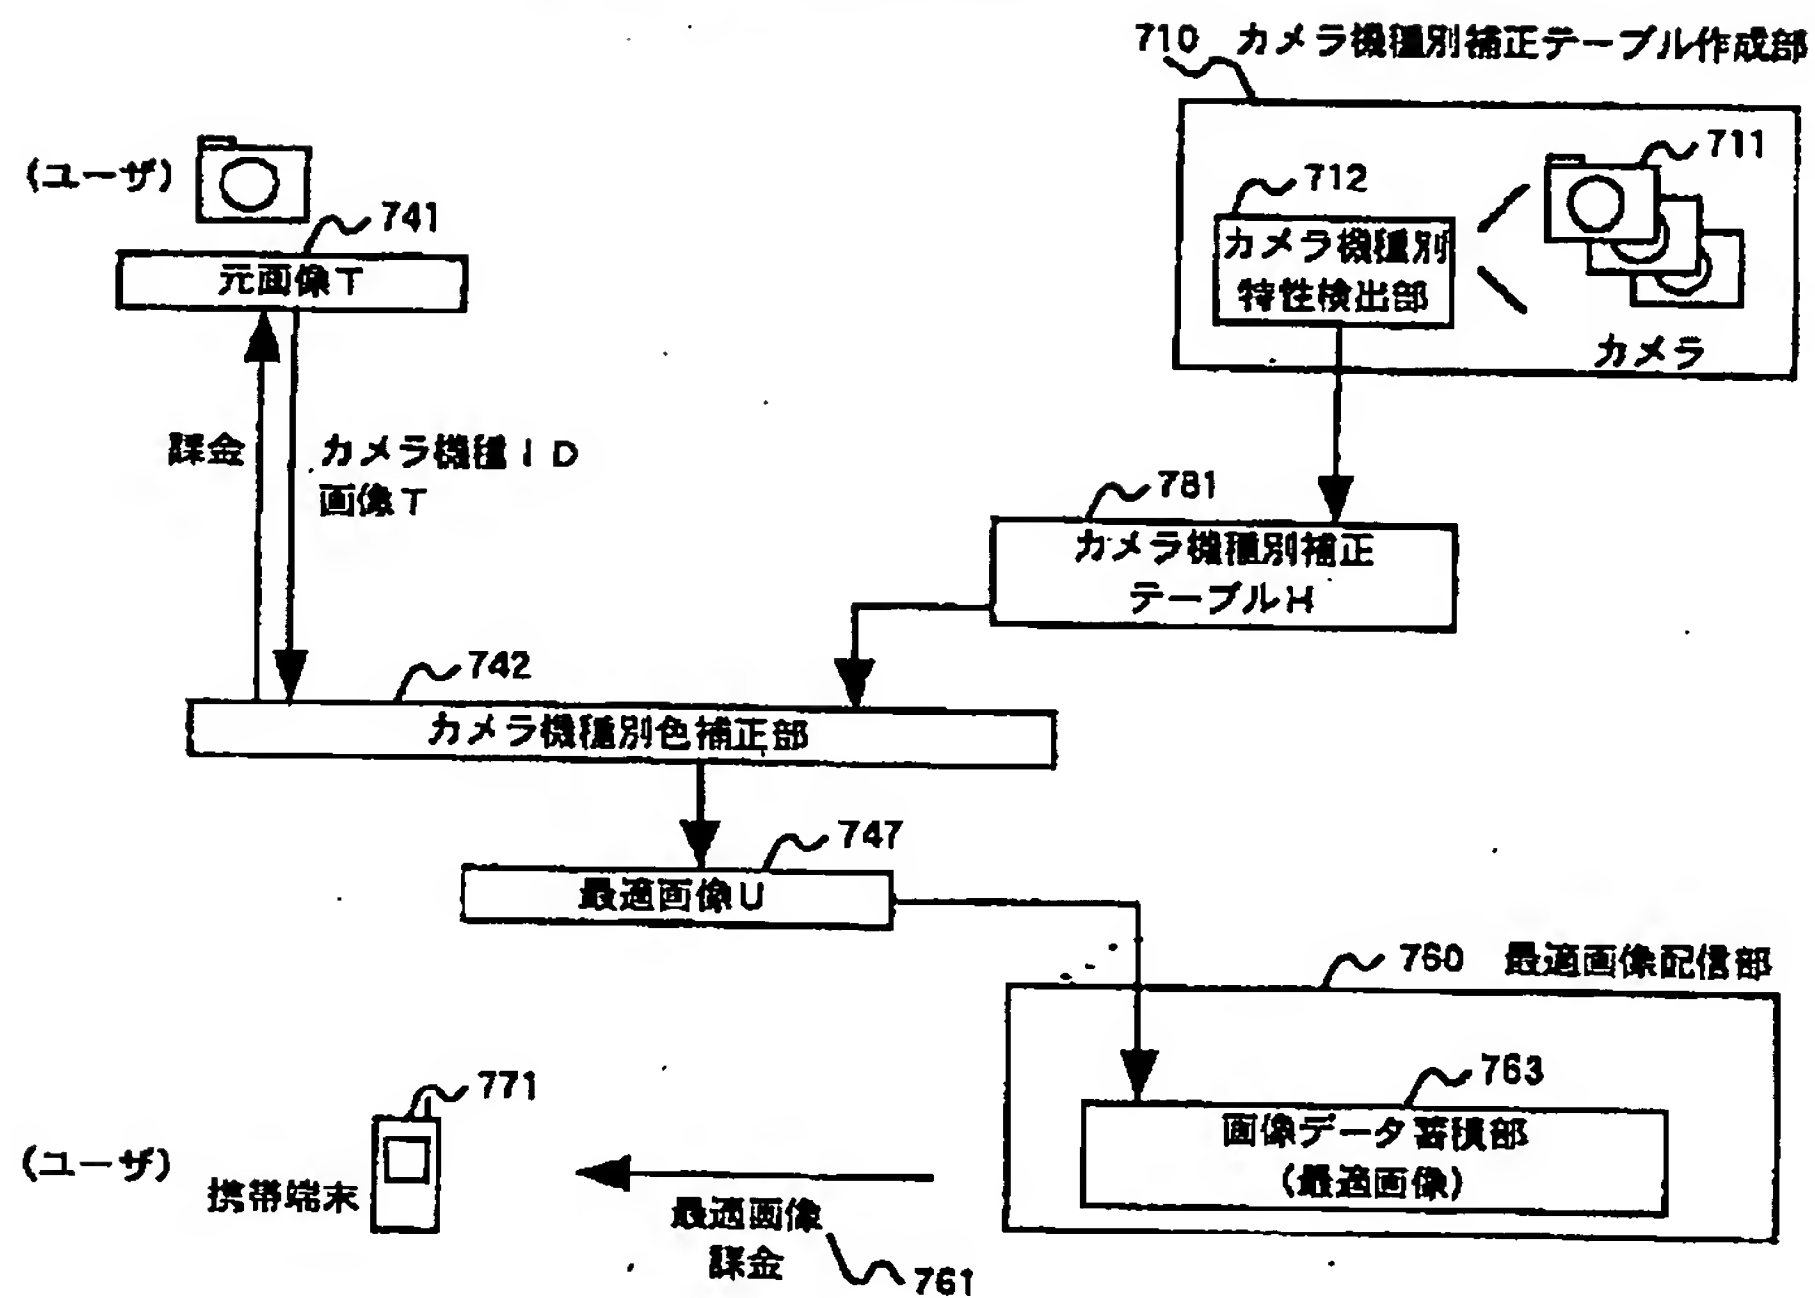 710 カメラ機種別補正テーブル作成部
711
(ユーザ)
712
741
カメラ機種別
特性検出部
元画像T
カメラ
課金
カメラ機種ID
画像T
781
カメラ機種別補正
テーブルH
742
カメラ機種別色補正部
747
最適画像U
760 最適画像配信部
763
771
画像データ蓄積部
(最適画像)
(ユーザ)
携帯端末
最適画像
課金
761